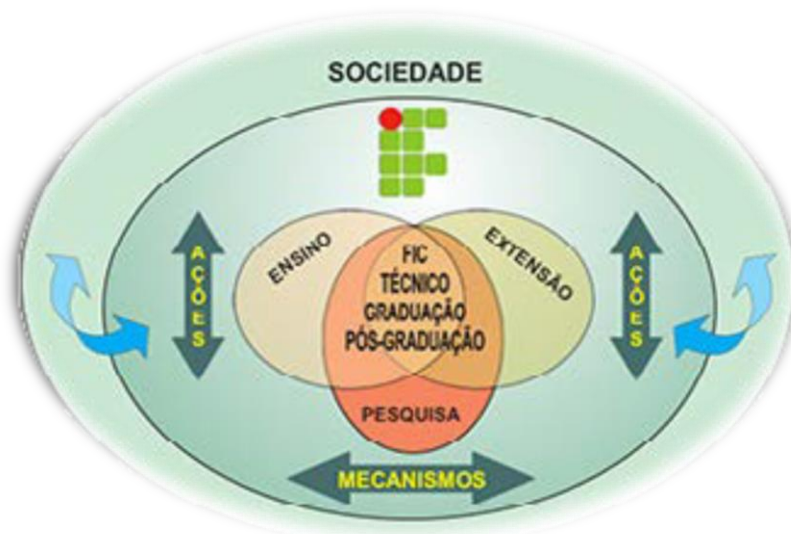 SOCIEDADE
ENSINO
EXTENSÃO
FIC
TÉCNICO
GRADUAÇÃO
PÓS-GRADUAÇÃO
AÇÕES
AÇÕES
PESQUISA
MECANISMOS